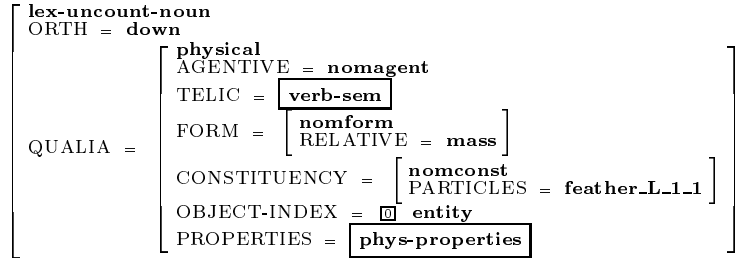 lex-uncount-noun
ORTH = down
physical
AGENTIVE = nomagent
TELIC = verb-sem
nomform
FORM =
RELATIVE = mass
QUALIA =
nomconst
CONSTITUENCY =
PARTICLES = feather_L_1_1
OBJECT-INDEX = 0 entity
PROPERTIES = phys-properties